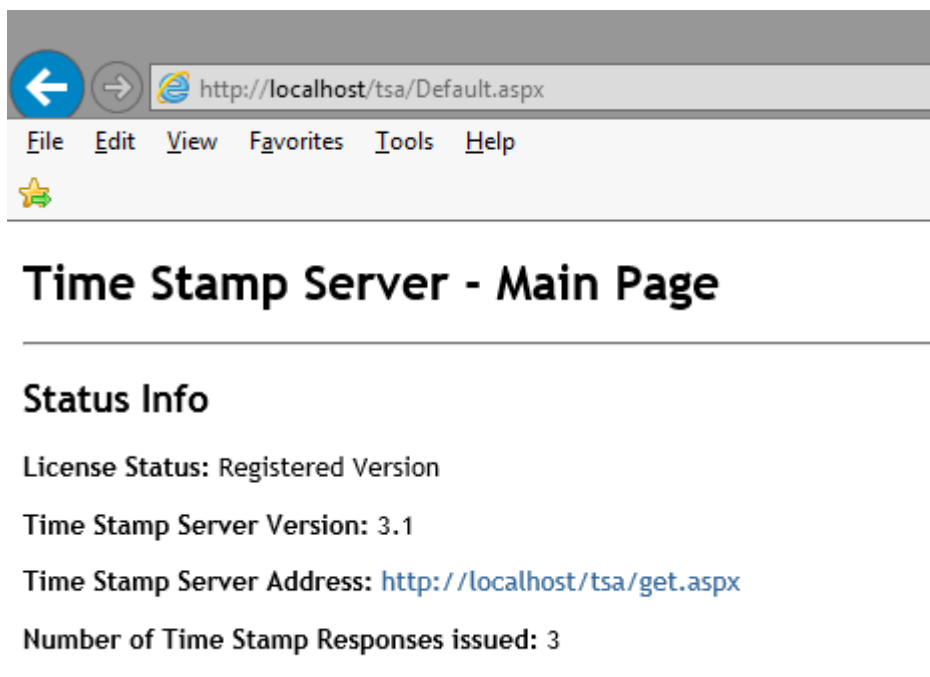 http://localhost/tsa/Default.aspx
File Edit View Favorites Tools Help
Time Stamp Server - Main Page
Status Info
License Status: Registered Version
Time Stamp Server Version: 3.1
Time Stamp Server Address: http://localhost/tsa/get.aspx
Number of Time Stamp Responses issued: 3